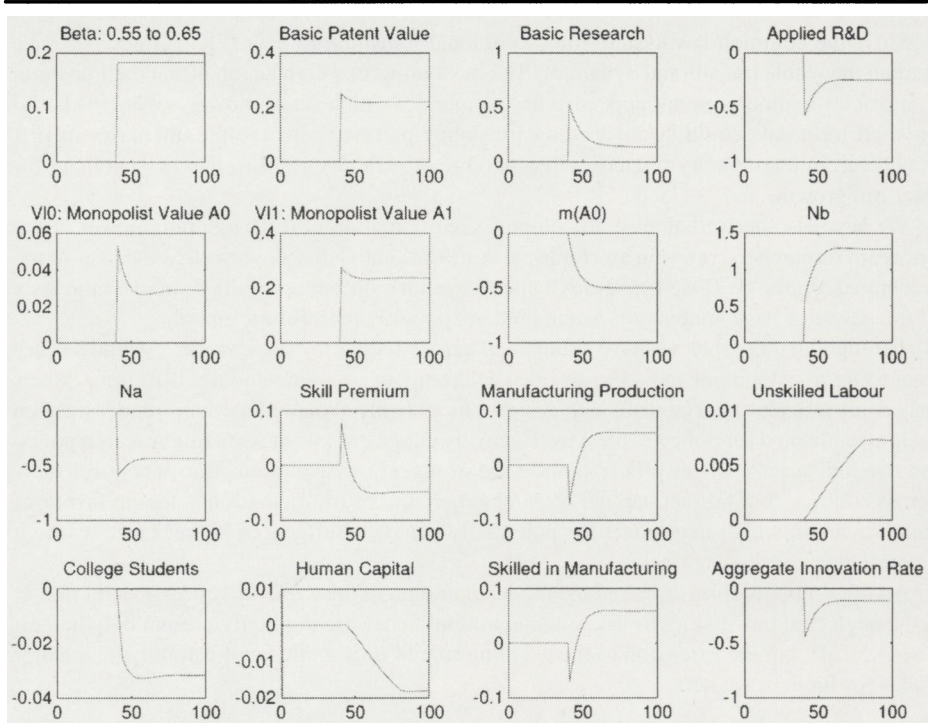 Beta: 0.55 to 0.65 Basic Patent Value Basic Research Applied R&D
0.2 0.4 1 0
0.1 0.2 0.5 -0.5
0 0 0 -1
0 50 100 0 50 100 0 50 100 0 50 100
VI0: Monopolist Value A0 VI1: Monopolist Value A1 m(A0) Nb
0.06 0.4 0 1.5
0.04 1
0.2 -0.5
0.02 0.5
0 0 -1 0
0 50 100 0 50 100 0 50 100 0 50 100
Na Skill Premium Manufacturing Production Unskilled Labour
0 0.1 0.1 0.01
-0.5 0 0 0.005
-1 -0.1 -0.1 0
0 50 100 0 50 100 0 50 100 0 50 100
College Students Human Capital Skilled in Manufacturing Aggregate Innovation Rate
0 0.01 0.1 0
0
-0.02 0 -0.5
-0.01
-0.04 -0.02 -0.1 -1
0 50 100 0 50 100 0 50 100 0 50 100